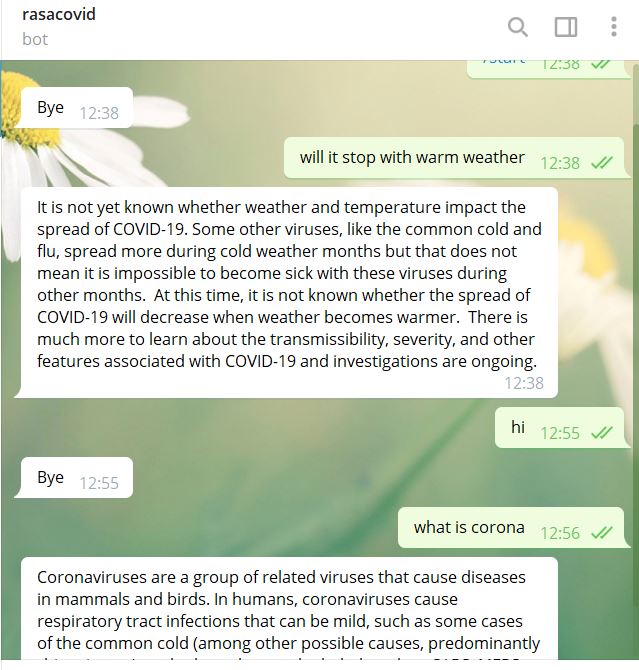 rasacovid
bot
/start 12:38
Bye 12:38
will it stop with warm weather 12:38
It is not yet known whether weather and temperature impact the
spread of COVID-19. Some other viruses, like the common cold and
flu, spread more during cold weather months but that does not
mean it is impossible to become sick with these viruses during
other months.  At this time, it is not known whether the spread of
COVID-19 will decrease when weather becomes warmer.  There is
much more to learn about the transmissibility, severity, and other
features associated with COVID-19 and investigations are ongoing.
12:38
hi 12:55
Bye 12:55
what is corona 12:56
Coronaviruses are a group of related viruses that cause diseases
in mammals and birds. In humans, coronaviruses cause
respiratory tract infections that can be mild, such as some cases
of the common cold (among other possible causes, predominantly